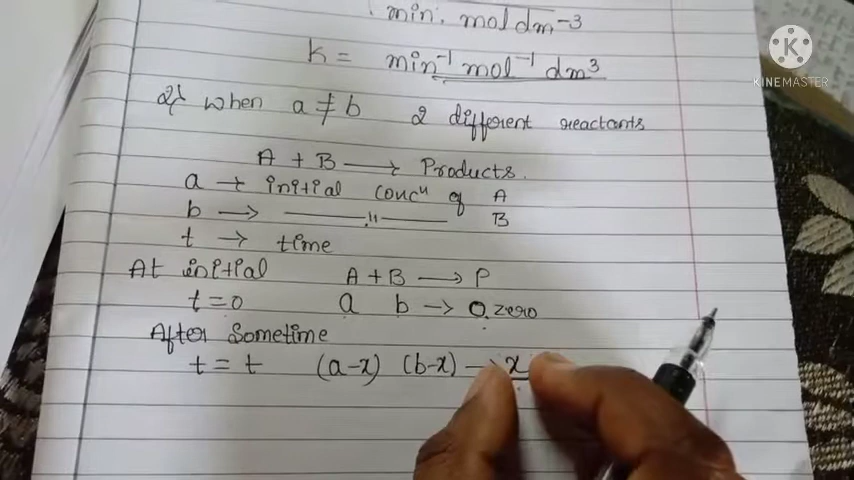 min. mol dm⁻³
K = min⁻¹ mol⁻¹ dm³
KINEMASTER
2} when a ≠ b 2 different reactants
A + B → Products.
a → initial concⁿ of A
b → —— ,, —— B
t → time
At initial A + B → P
t = 0 a b → 0. zero
After Sometime
t = t (a-x) (b-x) → x